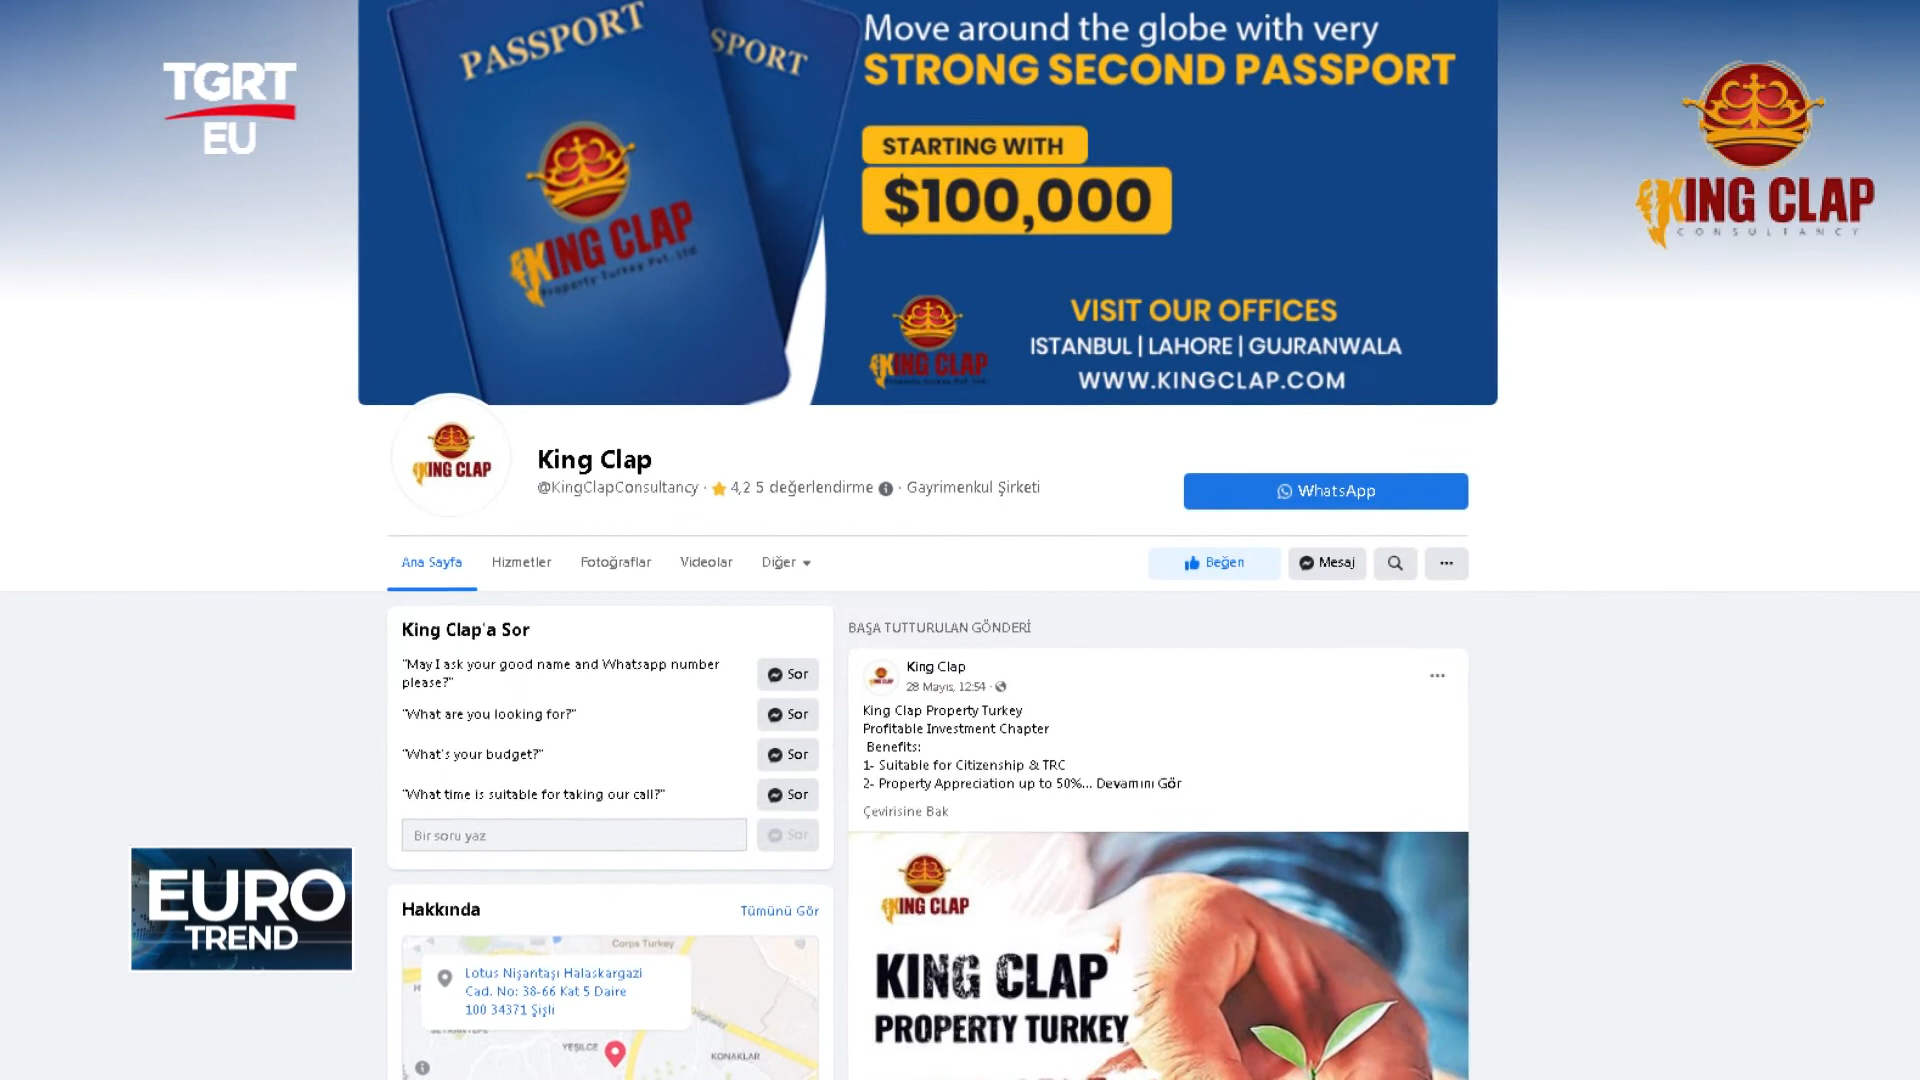 TGRT
EU
PASSPORT
SPORT
KING CLAP
Property Turkey Pvt. Ltd
Move around the globe with very
STRONG SECOND PASSPORT
STARTING WITH
$100,000
KING CLAP
VISIT OUR OFFICES
ISTANBUL | LAHORE | GUJRANWALA
WWW.KINGCLAP.COM
KING CLAP
CONSULTANCY
KING CLAP
King Clap
@KingClapConsultancy · 4,2 5 değerlendirme · Gayrimenkul Şirketi
WhatsApp
Ana Sayfa Hizmetler Fotoğraflar Videolar Diğer
Beğen Mesaj
King Clap'a Sor
"May I ask your good name and Whatsapp number
please?" Sor
"What are you looking for?" Sor
"What's your budget?" Sor
"What time is suitable for taking our call?" Sor
Bir soru yaz Sor
Hakkında Tümünü Gör
Corps Turkey
Lotus Nişantaşı Halaskargazi
Cad. No: 38-66 Kat 5 Daire
100 34371 Şişli
YEŞİLCE
KONAKLAR
BAŞA TUTTURULAN GÖNDERİ
King Clap
28 Mayıs, 12:54 ·
King Clap Property Turkey
Profitable Investment Chapter
Benefits:
1- Suitable for Citizenship & TRC
2- Property Appreciation up to 50%... Devamını Gör
Çevirisine Bak
KING CLAP
KING CLAP
PROPERTY TURKEY
EURO
TREND